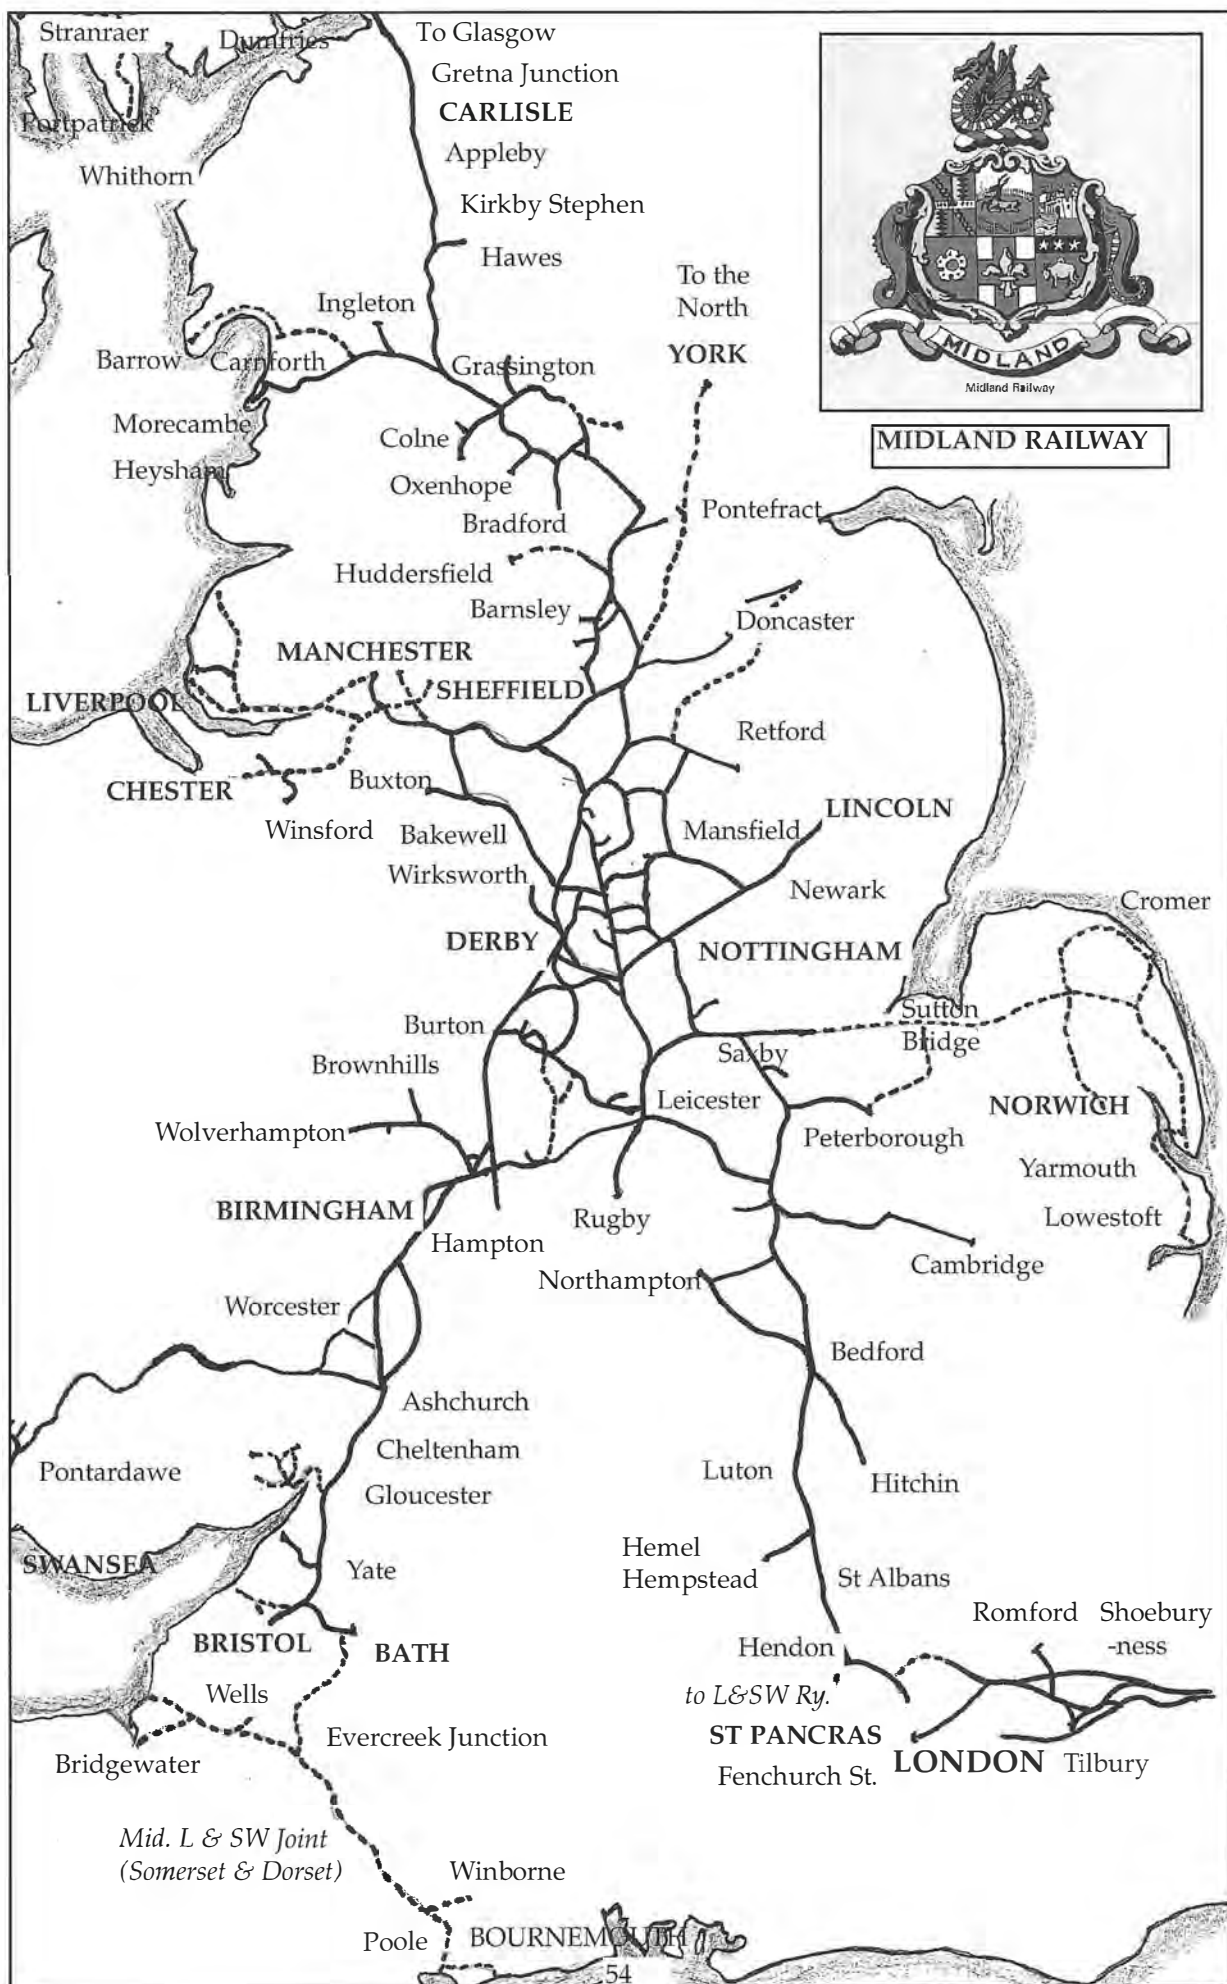 Stranraer
Dumfries
To Glasgow
Gretna Junction
CARLISLE
Portpatrick
Appleby
Whithorn
Kirkby Stephen
Hawes
To the
North
Ingleton
YORK
Barrow
Carnforth
Grassington
MIDLAND
Midland Railway
MIDLAND RAILWAY
Morecambe
Colne
Heysham
Oxenhope
Bradford
Pontefract
Huddersfield
Barnsley
Doncaster
MANCHESTER
SHEFFIELD
LIVERPOOL
Retford
CHESTER
Buxton
LINCOLN
Winsford
Bakewell
Mansfield
Wirksworth
Newark
Cromer
DERBY
NOTTINGHAM
Burton
Sutton
Bridge
Saxby
Brownhills
Leicester
NORWICH
Wolverhampton
Peterborough
Yarmouth
BIRMINGHAM
Rugby
Lowestoft
Hampton
Cambridge
Northampton
Worcester
Bedford
Ashchurch
Cheltenham
Pontardawe
Luton
Hitchin
Gloucester
Hemel
Hempstead
SWANSEA
Yate
St Albans
Romford
Shoebury
-ness
BRISTOL
BATH
Hendon
Wells
to L&SW Ry.
Evercreek Junction
ST PANCRAS
LONDON
Tilbury
Bridgewater
Fenchurch St.
Mid. L & SW Joint
(Somerset & Dorset)
Winborne
Poole
BOURNEMOUTH
54